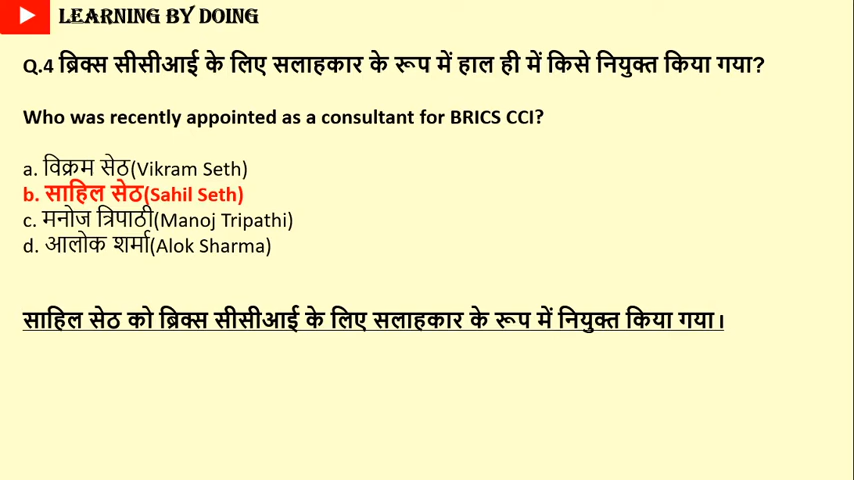 LEARNING BY DOING
Q.4 ब्रिक्स सीसीआई के लिए सलाहकार के रूप में हाल ही में किसे नियुक्त किया गया?
Who was recently appointed as a consultant for BRICS CCI?
a. विक्रम सेठ(Vikram Seth)
b. साहिल सेठ(Sahil Seth)
c. मनोज त्रिपाठी(Manoj Tripathi)
d. आलोक शर्मा(Alok Sharma)
साहिल सेठ को ब्रिक्स सीसीआई के लिए सलाहकार के रूप में नियुक्त किया गया।